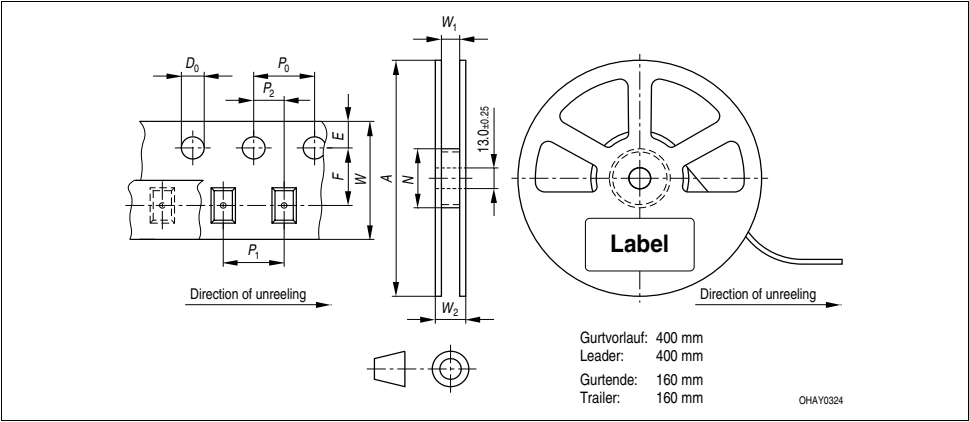 W1
D0
P0
P2
E
F
W
P1
A
N
13.0±0.25
W2
Label
Direction of unreeling
Direction of unreeling
Gurtvorlauf: 400 mm
Leader: 400 mm
Gurtende: 160 mm
Trailer: 160 mm
OHAY0324